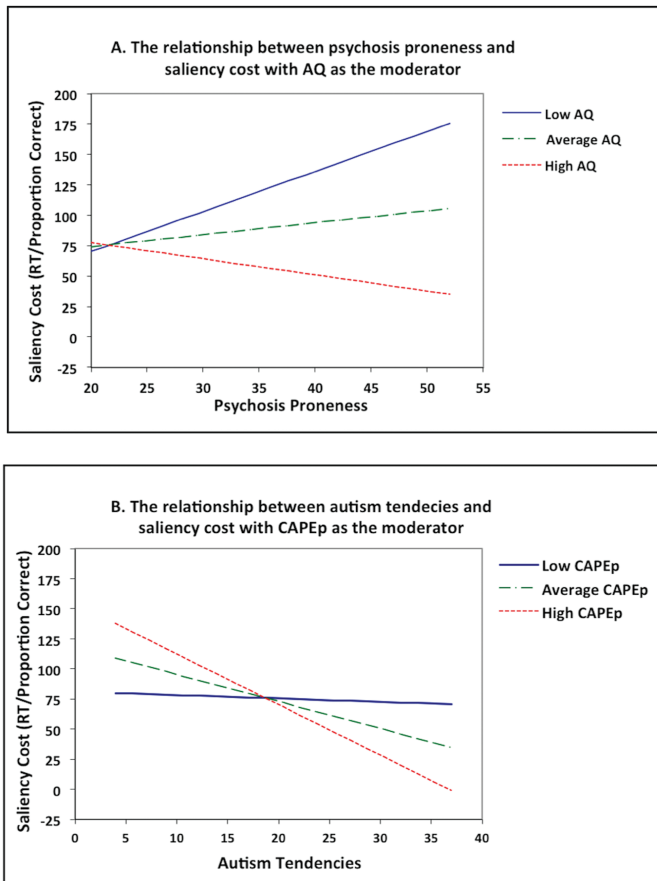 A. The relationship between psychosis proneness and
saliency cost with AQ as the moderator
Saliency Cost (RT/Proportion Correct)
200
175
150
125
100
75
50
25
0
-25
20 25 30 35 40 45 50 55
Psychosis Proneness
Low AQ
Average AQ
High AQ
B. The relationship between autism tendecies and
saliency cost with CAPEp as the moderator
Saliency Cost (RT/Proportion Correct)
200
175
150
125
100
75
50
25
0
-25
0 5 10 15 20 25 30 35 40
Autism Tendencies
Low CAPEp
Average CAPEp
High CAPEp